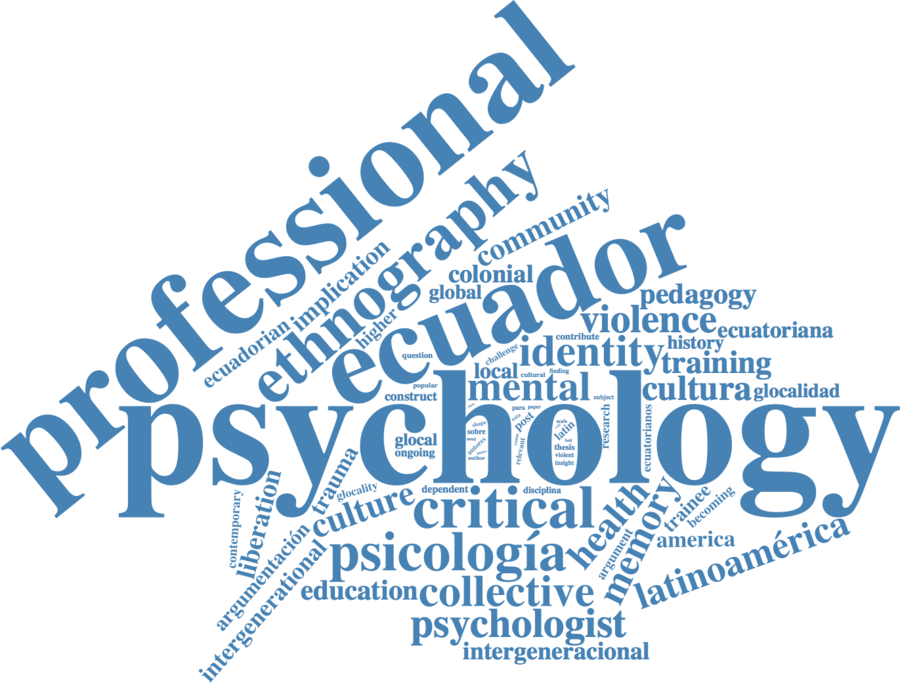 professional
ethnography
community
implication
ecuadorian
higher
colonial
global
ecuador
pedagogy
violence
ecuatoriana
contribute
history
question
challenge
identity
training
local
cultural
finding
popular
mental
cultura
glocalidad
construct
subject
psychology
para
paper
post
latin
research
ecuatorianos
glocal
ongoing
sobre
author
relevant
thesis
violent
insight
trauma
glocality
dependent
disciplina
liberation
contemporary
culture
critical
health
memory
trainee
becoming
argumentación
intergenerational
psicología
argument
america
latinoamérica
education
collective
psychologist
intergeneracional